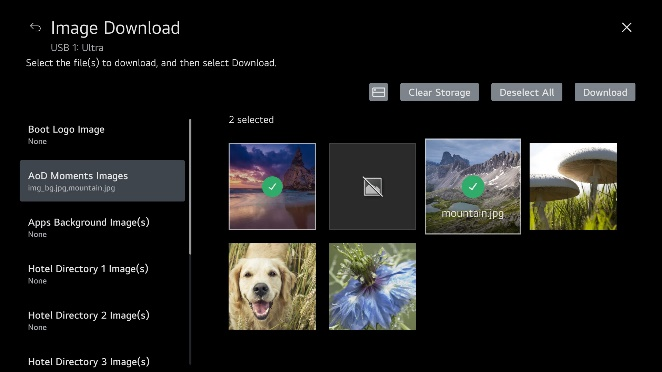 Image Download
USB 1: Ultra
Select the file(s) to download, and then select Download.
Clear Storage
Deselect All
Download
Boot Logo Image
None
AoD Moments Images
img_bg.jpg,mountain.jpg
Apps Background Image(s)
None
Hotel Directory 1 Image(s)
None
Hotel Directory 2 Image(s)
None
Hotel Directory 3 Image(s)
2 selected
mountain.jpg